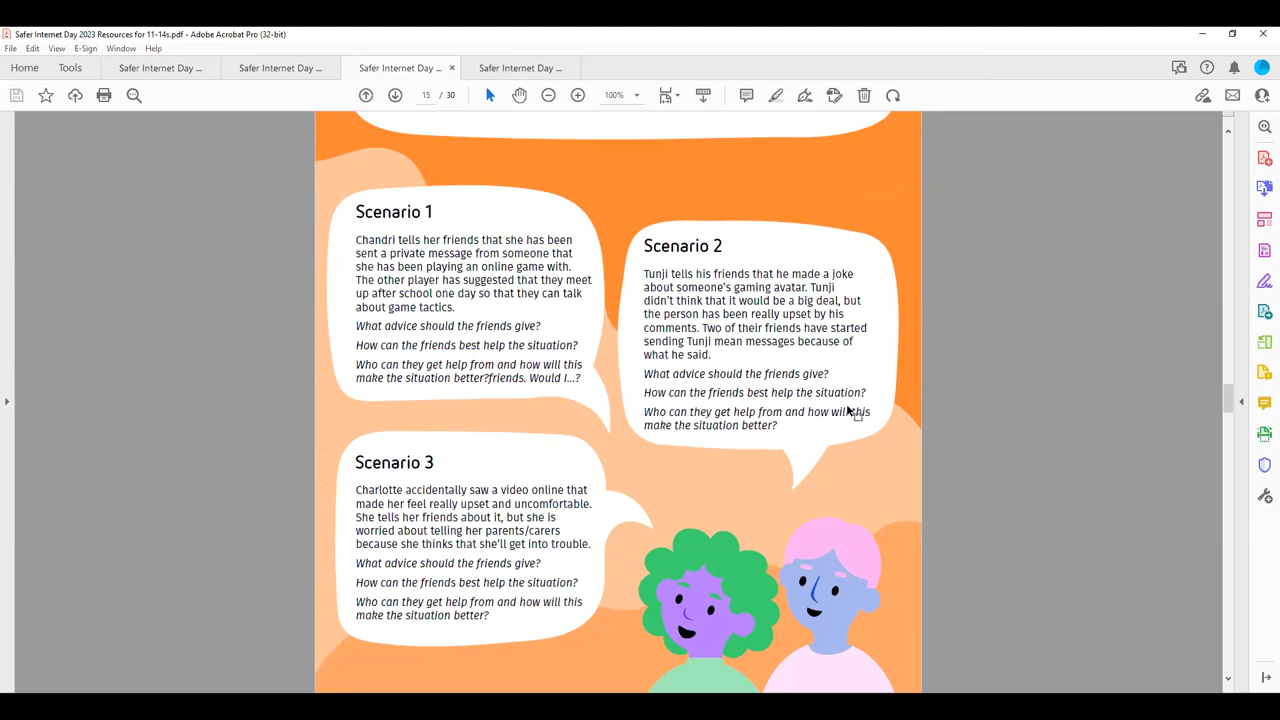 Safer Internet Day 2023 Resources for 11-14s.pdf - Adobe Acrobat Pro (32-bit)
File Edit View E-Sign Window Help
Home Tools Safer Internet Day ... Safer Internet Day ... Safer Internet Day ... × Safer Internet Day ...
15 / 30 100%
Scenario 1
Chandri tells her friends that she has been
sent a private message from someone that
she has been playing an online game with.
The other player has suggested that they meet
up after school one day so that they can talk
about game tactics.
What advice should the friends give?
How can the friends best help the situation?
Who can they get help from and how will this
make the situation better?friends. Would I...?
Scenario 2
Tunji tells his friends that he made a joke
about someone's gaming avatar. Tunji
didn't think that it would be a big deal, but
the person has been really upset by his
comments. Two of their friends have started
sending Tunji mean messages because of
what he said.
What advice should the friends give?
How can the friends best help the situation?
Who can they get help from and how will this
make the situation better?
Scenario 3
Charlotte accidentally saw a video online that
made her feel really upset and uncomfortable.
She tells her friends about it, but she is
worried about telling her parents/carers
because she thinks that she'll get into trouble.
What advice should the friends give?
How can the friends best help the situation?
Who can they get help from and how will this
make the situation better?